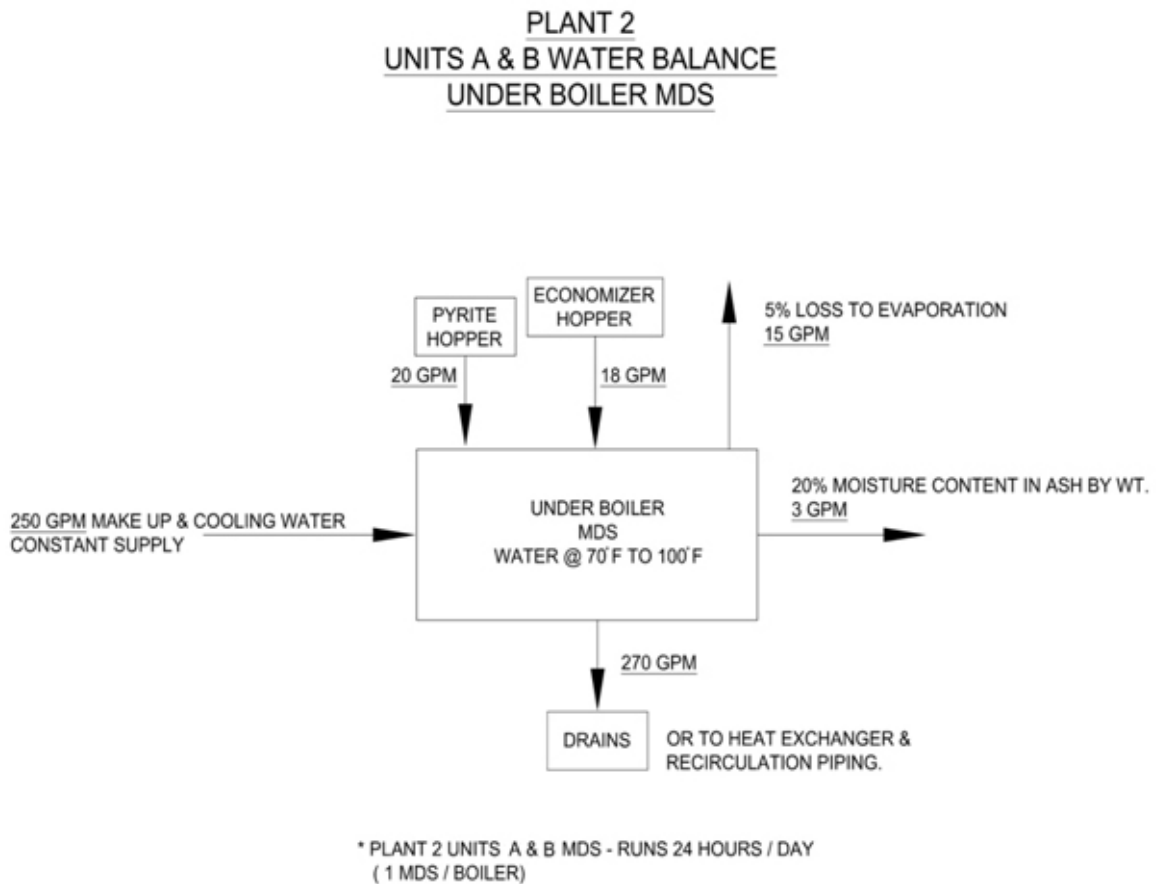 PLANT 2
UNITS A & B WATER BALANCE
UNDER BOILER MDS
PYRITE
HOPPER
ECONOMIZER
HOPPER
5% LOSS TO EVAPORATION
15 GPM
20 GPM
18 GPM
250 GPM MAKE UP & COOLING WATER
CONSTANT SUPPLY
UNDER BOILER
MDS
WATER @ 70°F TO 100°F
20% MOISTURE CONTENT IN ASH BY WT.
3 GPM
270 GPM
DRAINS
OR TO HEAT EXCHANGER &
RECIRCULATION PIPING.
* PLANT 2 UNITS A & B MDS - RUNS 24 HOURS / DAY
( 1 MDS / BOILER)